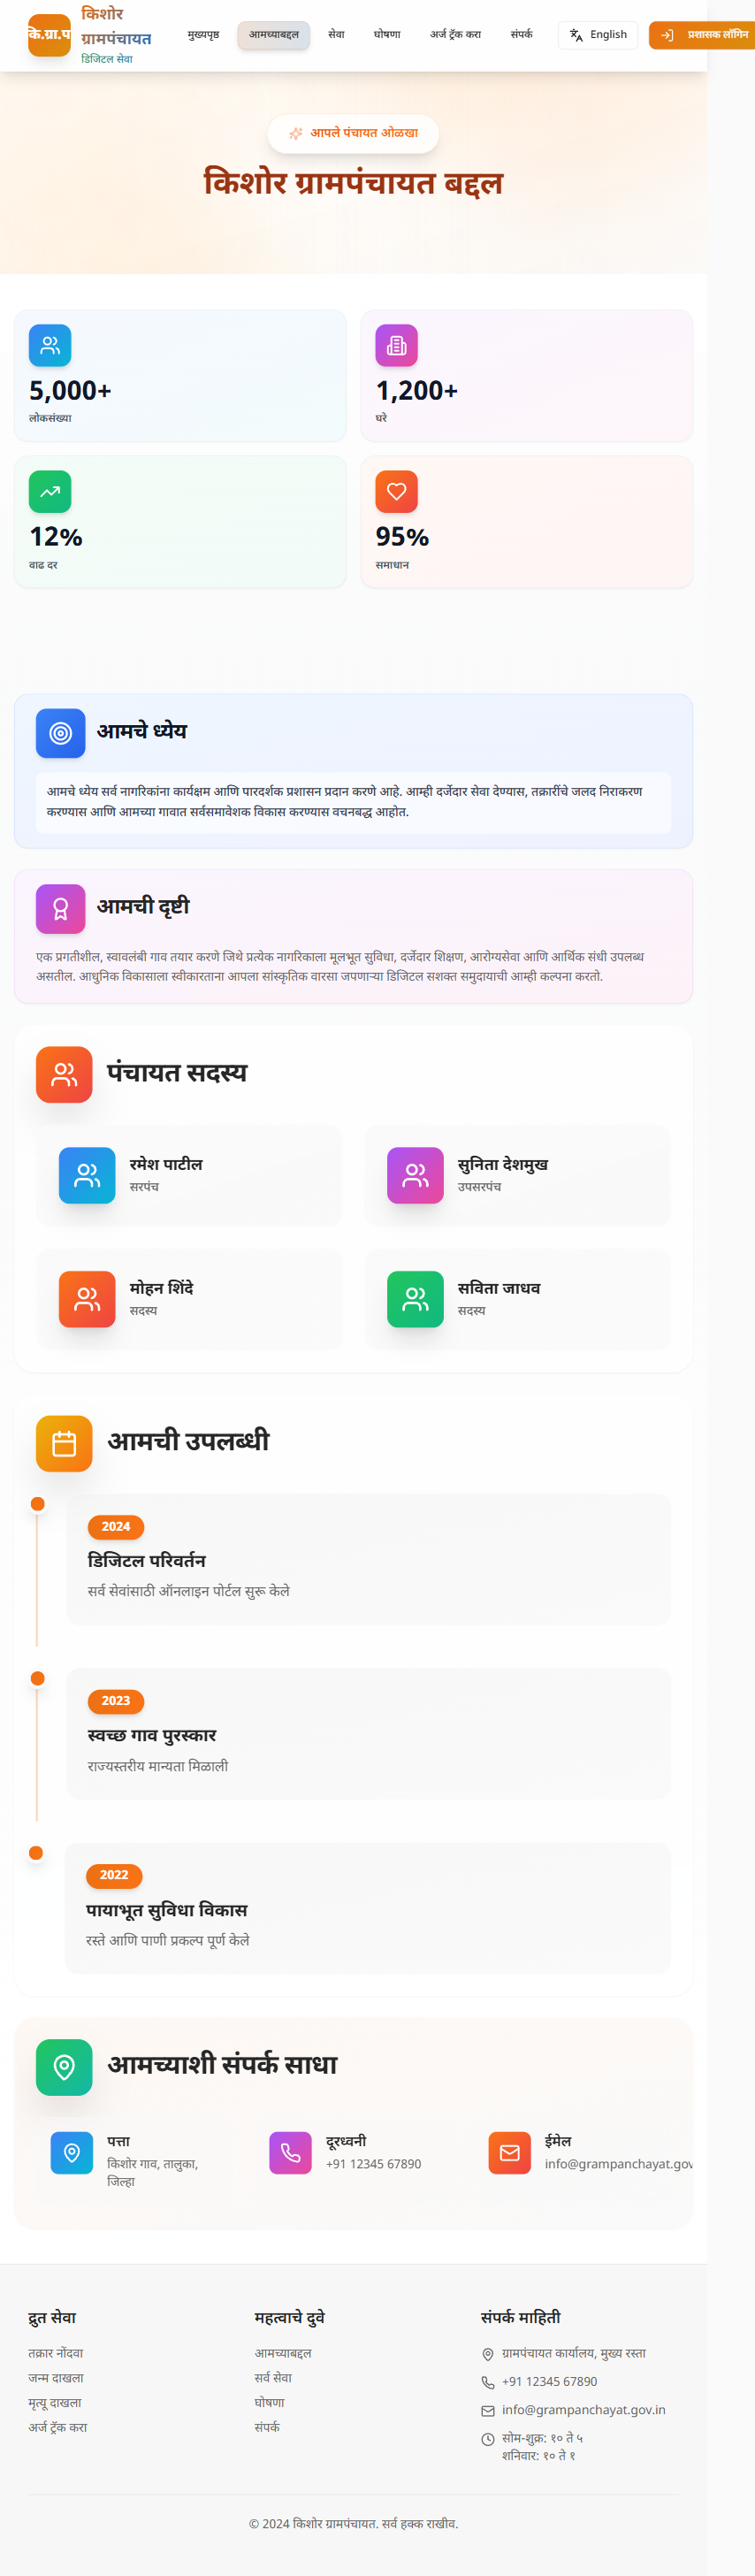 कि.ग्रा.प
किशोर
ग्रामपंचायत
डिजिटल सेवा
मुख्यपृष्ठ
आमच्याबद्दल
सेवा
घोषणा
अर्ज ट्रॅक करा
संपर्क
English
प्रशासक लॉगिन
आपले पंचायत ओळखा
किशोर ग्रामपंचायत बद्दल
5,000+
लोकसंख्या
1,200+
घरे
12%
वाढ दर
95%
समाधान
आमचे ध्येय
आमचे ध्येय सर्व नागरिकांना कार्यक्षम आणि पारदर्शक प्रशासन प्रदान करणे आहे. आम्ही दर्जेदार सेवा देण्यास, तक्रारींचे जलद निराकरण
करण्यास आणि आमच्या गावात सर्वसमावेशक विकास करण्यास वचनबद्ध आहोत.
आमची दृष्टी
एक प्रगतीशील, स्वावलंबी गाव तयार करणे जिथे प्रत्येक नागरिकाला मूलभूत सुविधा, दर्जेदार शिक्षण, आरोग्यसेवा आणि आर्थिक संधी उपलब्ध
असतील. आधुनिक विकासाला स्वीकारताना आपला सांस्कृतिक वारसा जपणाऱ्या डिजिटल सशक्त समुदायाची आम्ही कल्पना करतो.
पंचायत सदस्य
रमेश पाटील
सरपंच
सुनिता देशमुख
उपसरपंच
मोहन शिंदे
सदस्य
सविता जाधव
सदस्य
आमची उपलब्धी
2024
डिजिटल परिवर्तन
सर्व सेवांसाठी ऑनलाइन पोर्टल सुरू केले
2023
स्वच्छ गाव पुरस्कार
राज्यस्तरीय मान्यता मिळाली
2022
पायाभूत सुविधा विकास
रस्ते आणि पाणी प्रकल्प पूर्ण केले
आमच्याशी संपर्क साधा
पत्ता
किशोर गाव, तालुका,
जिल्हा
दूरध्वनी
+91 12345 67890
ईमेल
info@grampanchayat.gov
द्रुत सेवा
तक्रार नोंदवा
जन्म दाखला
मृत्यू दाखला
अर्ज ट्रॅक करा
महत्वाचे दुवे
आमच्याबद्दल
सर्व सेवा
घोषणा
संपर्क
संपर्क माहिती
ग्रामपंचायत कार्यालय, मुख्य रस्ता
+91 12345 67890
info@grampanchayat.gov.in
सोम-शुक्र: १० ते ५
शनिवार: १० ते १
© 2024 किशोर ग्रामपंचायत. सर्व हक्क राखीव.